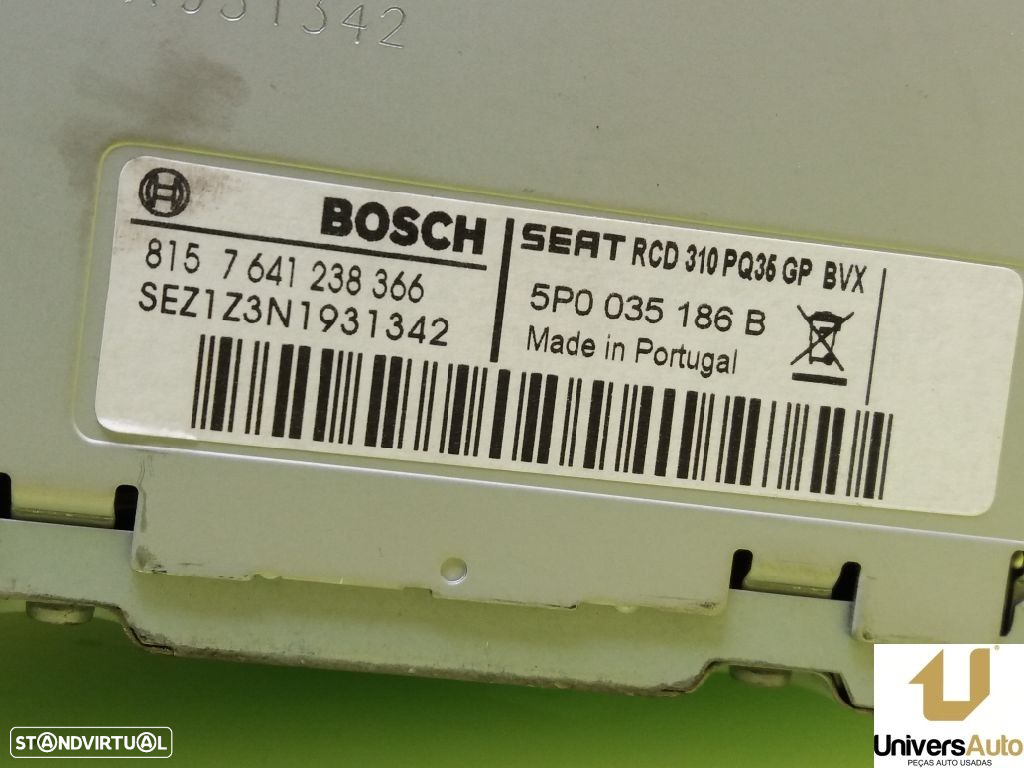 31342
BOSCH
815 7 641 238 366
SEZ1Z3N1931342
SEAT RCD 310 PQ35 GP BVX
5P0 035 186 B
Made in Portugal
STANDVIRTUAL
UniversAuto
PEÇAS AUTO USADAS